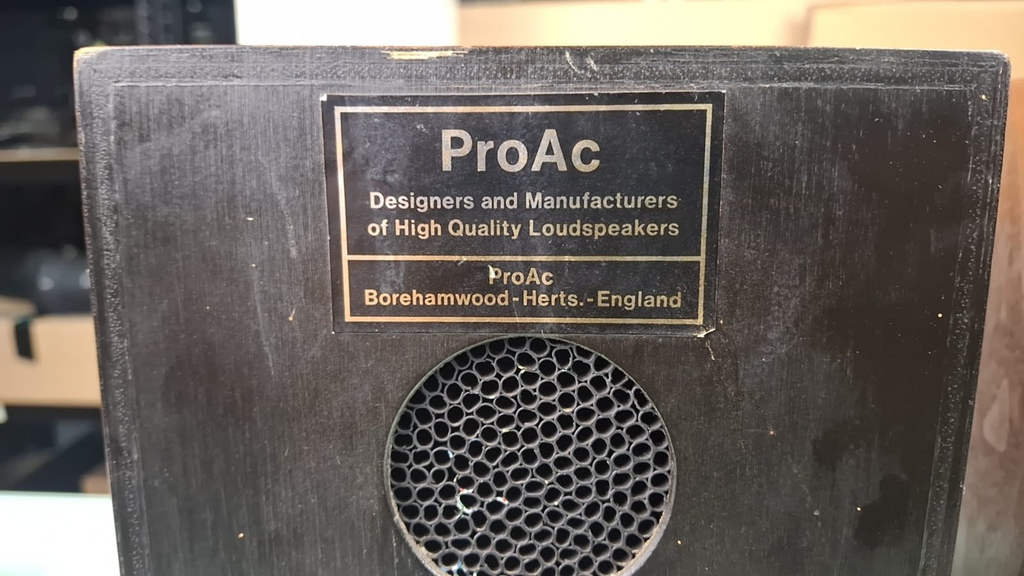 ProAc
Designers and Manufacturers
of High Quality Loudspeakers
ProAc
Borehamwood - Herts. - England